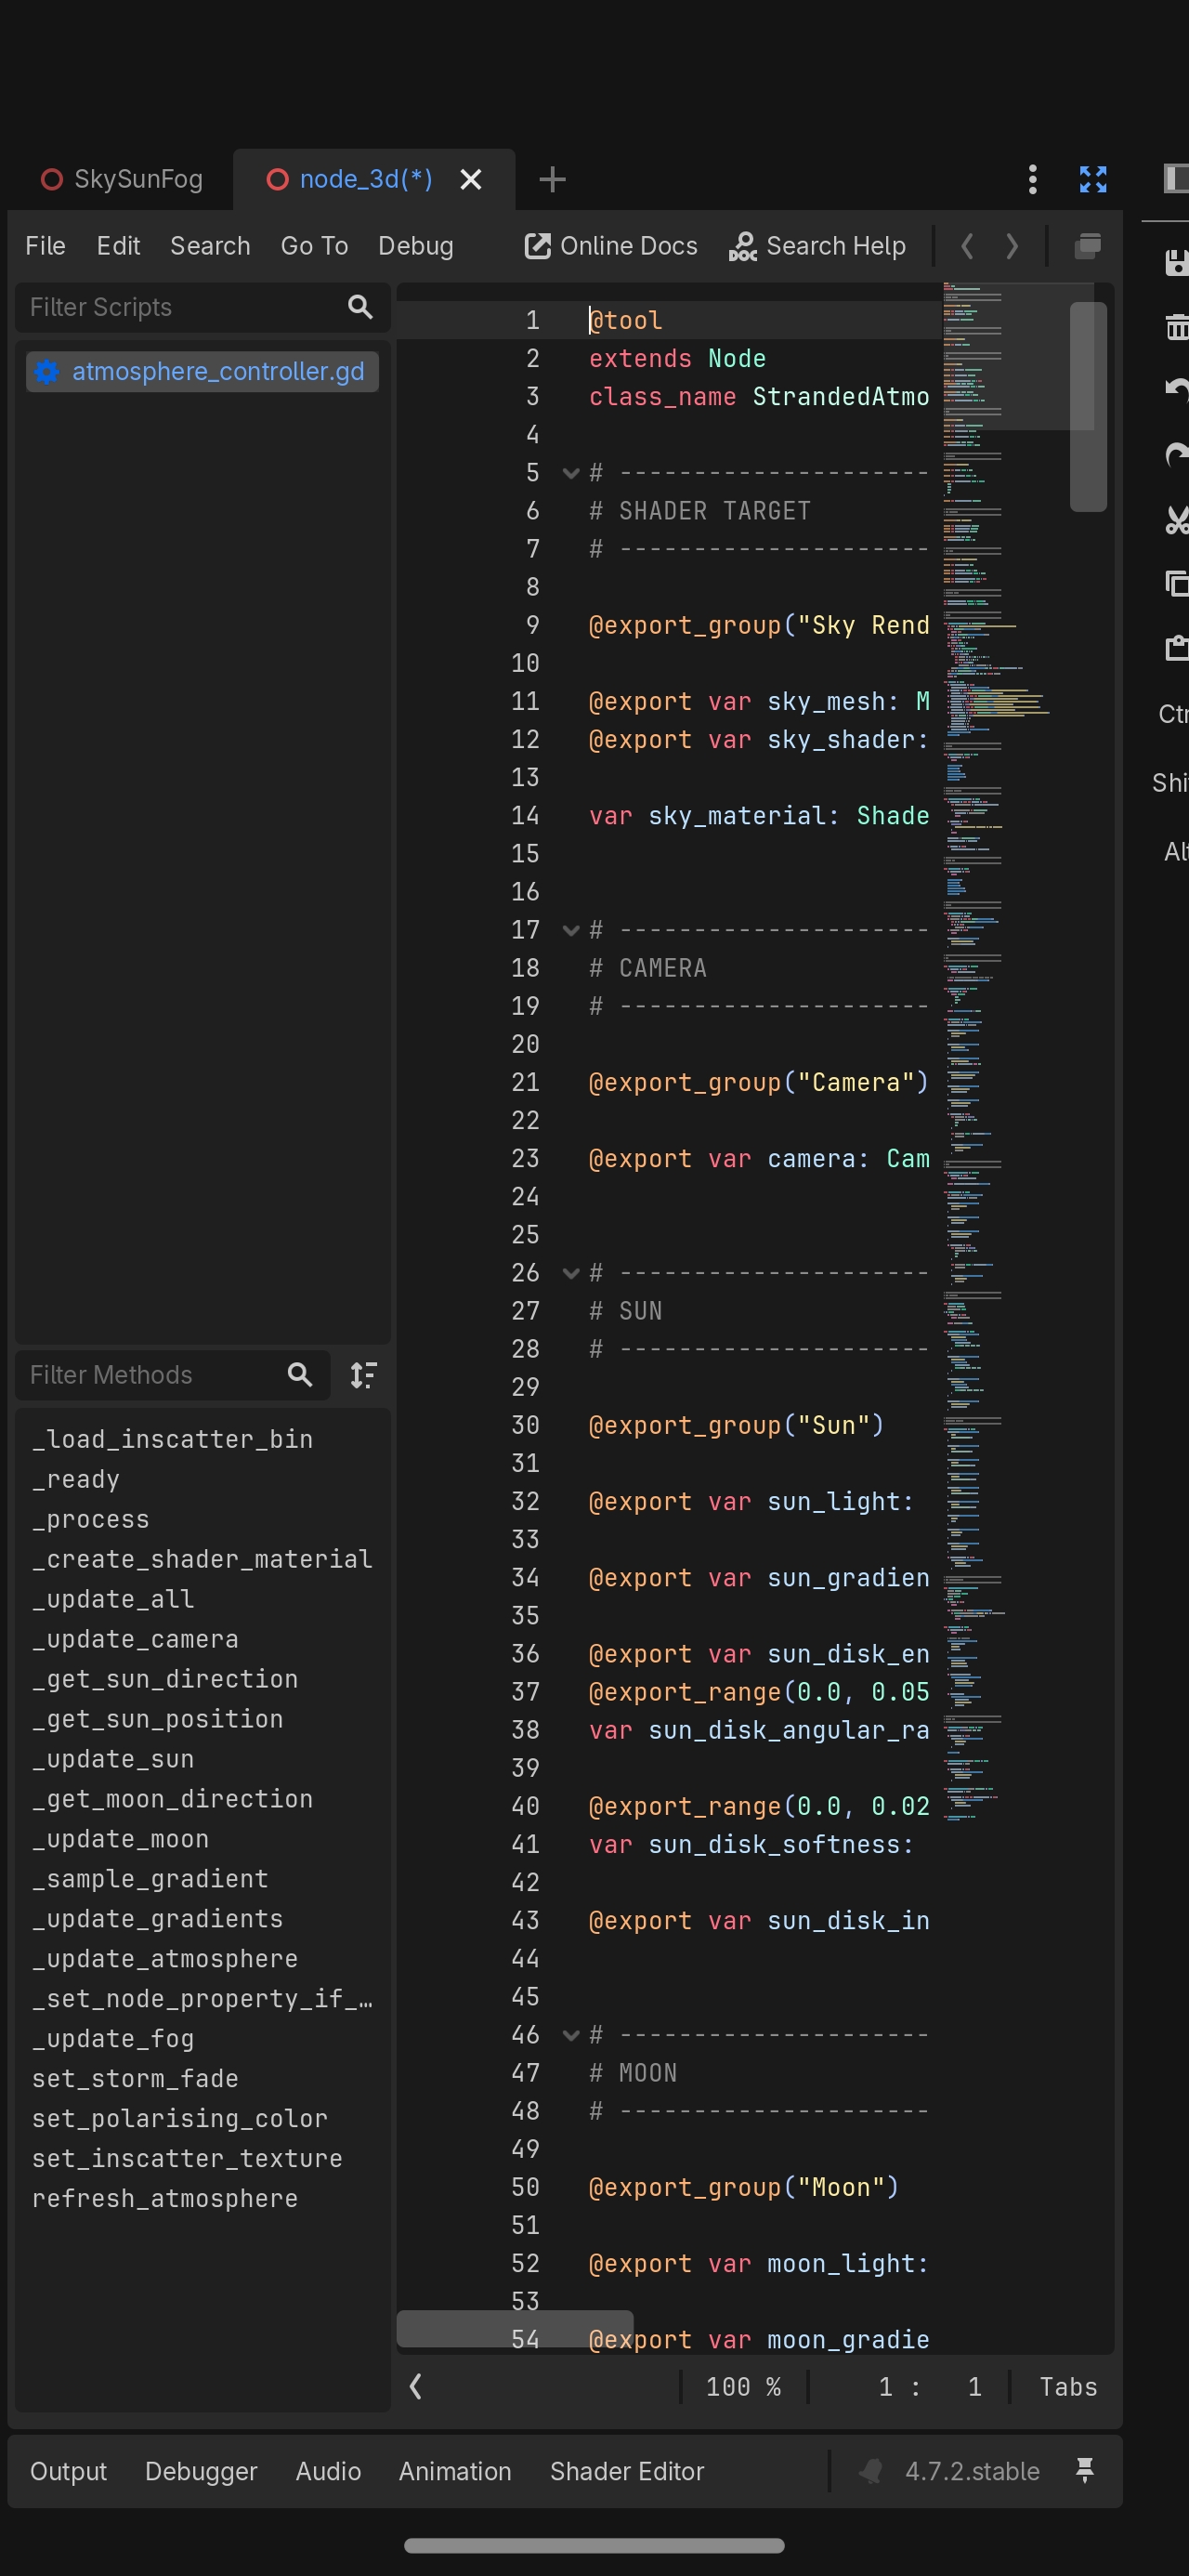 SkySunFog
node_3d(*)
File Edit Search Go To Debug Online Docs Search Help
Filter Scripts
atmosphere_controller.gd
1 @tool
2 extends Node
3 class_name StrandedAtmo
4
5 # ---------------------
6 # SHADER TARGET
7 # ---------------------
8
9 @export_group("Sky Rend
10
11 @export var sky_mesh: M
12 @export var sky_shader:
13
14 var sky_material: Shade
15
16
17 # ---------------------
18 # CAMERA
19 # ---------------------
20
21 @export_group("Camera")
22
23 @export var camera: Cam
24
25
26 # ---------------------
27 # SUN
28 # ---------------------
29
30 @export_group("Sun")
31
32 @export var sun_light:
33
34 @export var sun_gradien
35
36 @export var sun_disk_en
37 @export_range(0.0, 0.05
38 var sun_disk_angular_ra
39
40 @export_range(0.0, 0.02
41 var sun_disk_softness:
42
43 @export var sun_disk_in
44
45
46 # ---------------------
47 # MOON
48 # ---------------------
49
50 @export_group("Moon")
51
52 @export var moon_light:
53
54 @export var moon_gradie
Filter Methods
_load_inscatter_bin
_ready
_process
_create_shader_material
_update_all
_update_camera
_get_sun_direction
_get_sun_position
_update_sun
_get_moon_direction
_update_moon
_sample_gradient
_update_gradients
_update_atmosphere
_set_node_property_if_…
_update_fog
set_storm_fade
set_polarising_color
set_inscatter_texture
refresh_atmosphere
100 % 1 : 1 Tabs
Output Debugger Audio Animation Shader Editor 4.7.2.stable
Ctr
Shi
Alt